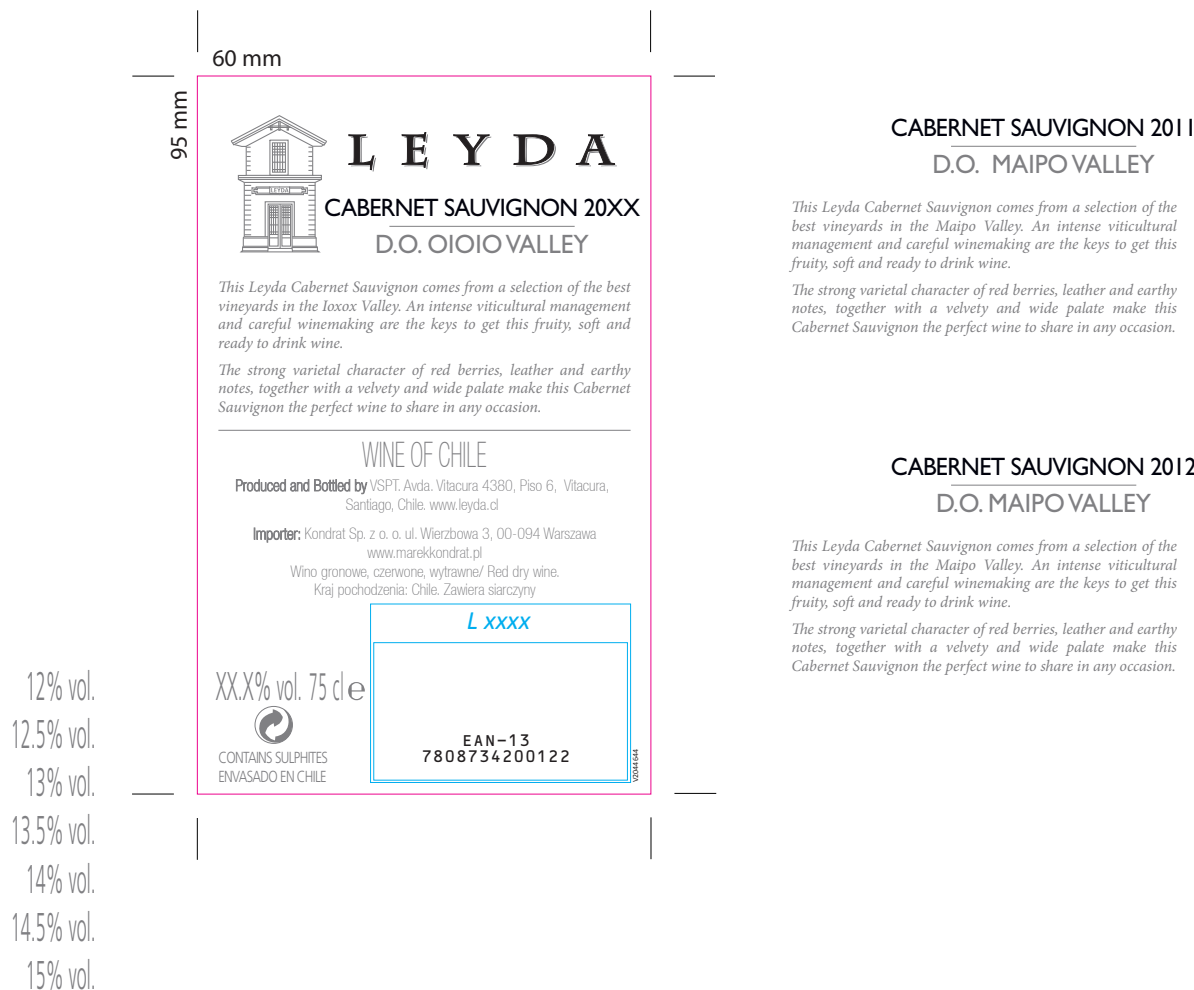 60 mm
95 mm
LEYDA
LEYDA
CABERNET SAUVIGNON 20XX
D.O. OIOIO VALLEY
This Leyda Cabernet Sauvignon comes from a selection of the best
vineyards in the Ioxox Valley. An intense viticultural management
and careful winemaking are the keys to get this fruity, soft and
ready to drink wine.
The strong varietal character of red berries, leather and earthy
notes, together with a velvety and wide palate make this Cabernet
Sauvignon the perfect wine to share in any occasion.
WINE OF CHILE
Produced and Bottled by VSPT. Avda. Vitacura 4380, Piso 6, Vitacura,
Santiago, Chile. www.leyda.cl
Importer: Kondrat Sp. z o. o. ul. Wierzbowa 3, 00-094 Warszawa
www.marekkondrat.pl
Wino gronowe, czerwone, wytrawne/ Red dry wine.
Kraj pochodzenia: Chile. Zawiera siarczyny
L xxxx
XX.X% vol. 75 cl e
CONTAINS SULPHITES
ENVASADO EN CHILE
EAN-13
7808734200122
V2044644
12% vol.
12.5% vol.
13% vol.
13.5% vol.
14% vol.
14.5% vol.
15% vol.
CABERNET SAUVIGNON 2011
D.O. MAIPO VALLEY
This Leyda Cabernet Sauvignon comes from a selection of the
best vineyards in the Maipo Valley. An intense viticultural
management and careful winemaking are the keys to get this
fruity, soft and ready to drink wine.
The strong varietal character of red berries, leather and earthy
notes, together with a velvety and wide palate make this
Cabernet Sauvignon the perfect wine to share in any occasion.
CABERNET SAUVIGNON 2012
D.O. MAIPO VALLEY
This Leyda Cabernet Sauvignon comes from a selection of the
best vineyards in the Maipo Valley. An intense viticultural
management and careful winemaking are the keys to get this
fruity, soft and ready to drink wine.
The strong varietal character of red berries, leather and earthy
notes, together with a velvety and wide palate make this
Cabernet Sauvignon the perfect wine to share in any occasion.